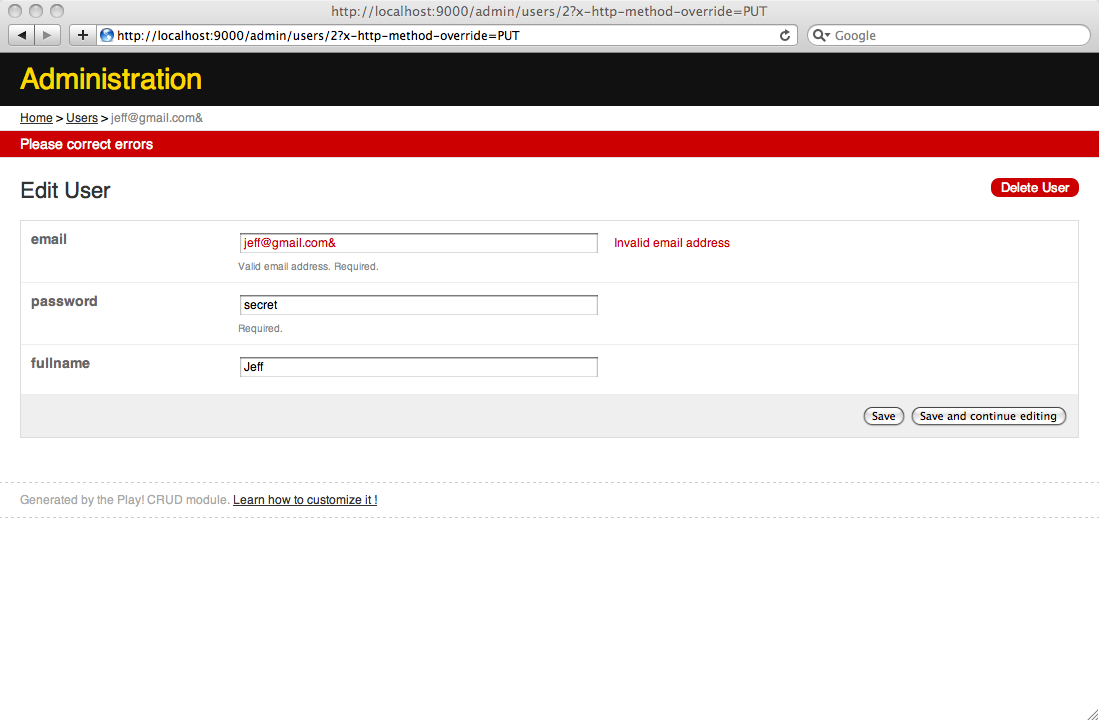 http://localhost:9000/admin/users/2?x-http-method-override=PUT
http://localhost:9000/admin/users/2?x-http-method-override=PUT Google
Administration
Home > Users > jeff@gmail.com&
Please correct errors
Edit User Delete User
email jeff@gmail.com& Invalid email address
Valid email address. Required.
password secret
Required.
fullname Jeff
Save Save and continue editing
Generated by the Play! CRUD module. Learn how to customize it !